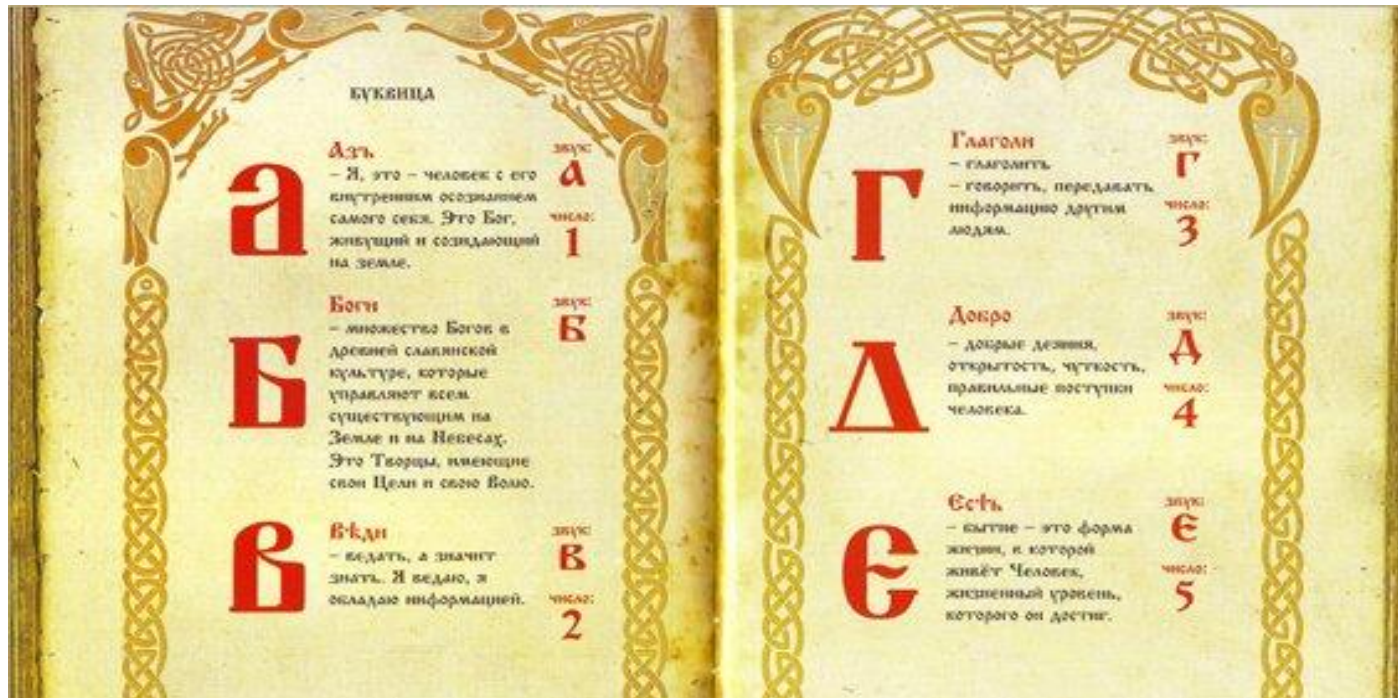 БУКВИЦА
а
Азъ
– Я, это – человек с его
внутренним осознанием
самого себя. Это Бог,
живущий и созидающий
на земле.
звук:
А
число:
1
Б
Боги
– множество Богов в
древней славянской
культуре, которые
управляют всем
существующим на
Земле и на Небесах.
Это Творцы, имеющие
свои Цели и свою Волю.
звук:
Б
В
Вѣди
– ведать, а значит
знать. Я ведаю, я
обладаю информацией.
звук:
В
число:
2
Г
Глаголи
– глаголить
– говорить, передавать
информацию другим
людям.
звук:
Г
число:
3
Д
Добро
– добрые деяния,
открытость, чуткость,
правильные поступки
человека.
звук:
Д
число:
4
Є
Єсть
– бытие – это форма
жизни, в которой
живёт Человек,
жизненный уровень,
которого он достиг.
звук:
Є
число:
5